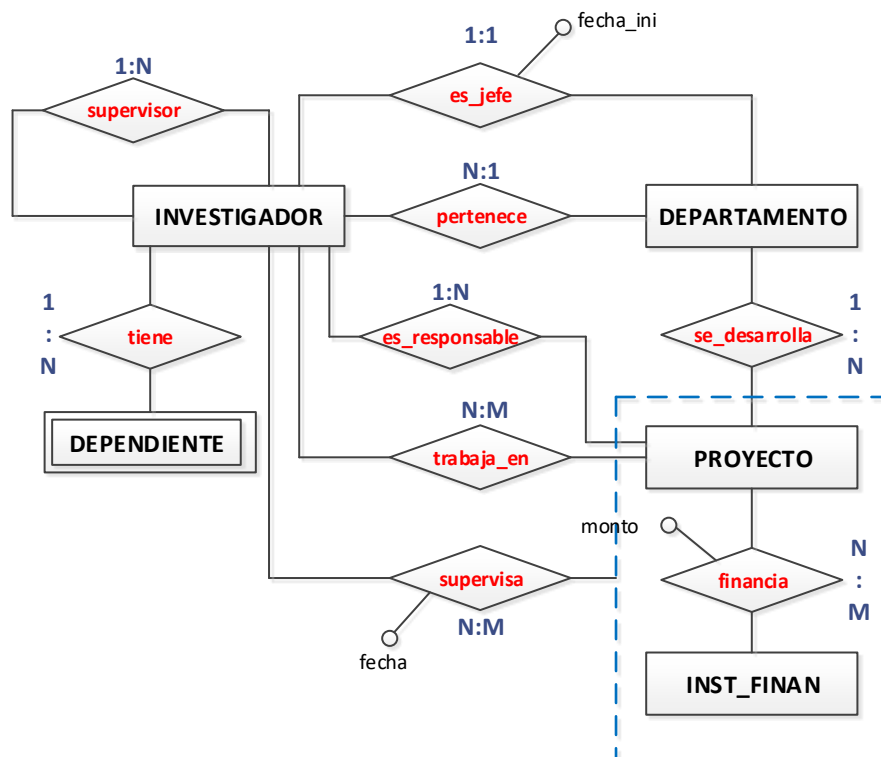 fecha_ini
1:1
1:N
supervisor
es_jefe
N:1
INVESTIGADOR
pertenece
DEPARTAMENTO
1
:
N
tiene
1:N
es_responsable
se_desarrolla
1
:
N
N:M
DEPENDIENTE
trabaja_en
PROYECTO
monto
supervisa
financia
N
:
M
N:M
fecha
INST_FINAN